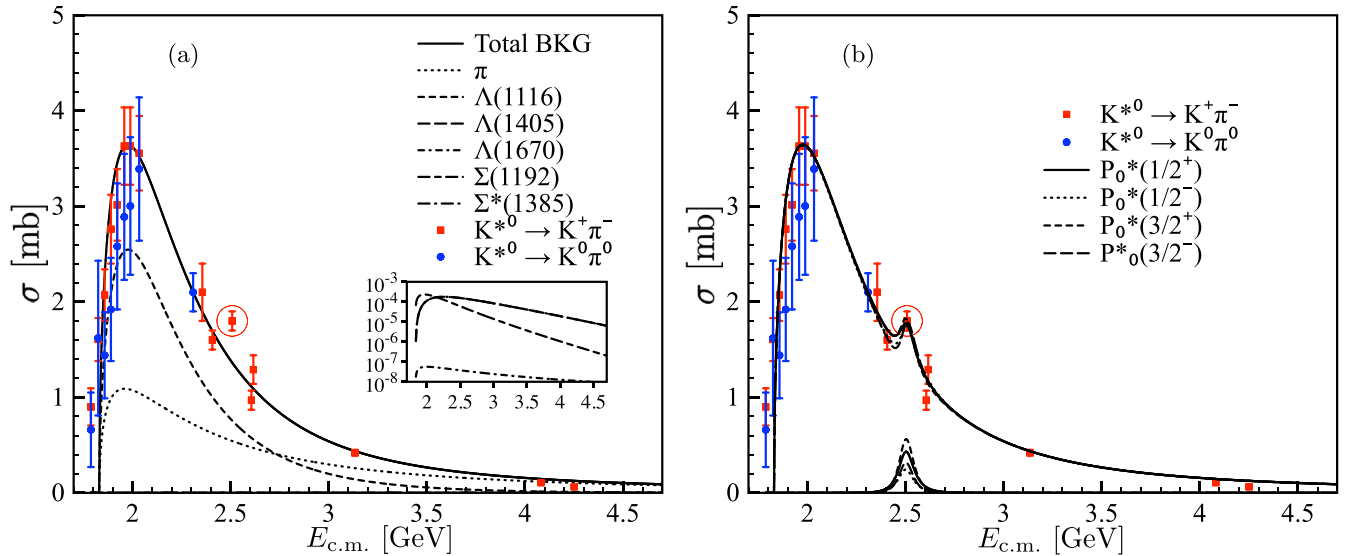 (a)
Total BKG
π
Λ(1116)
Λ(1405)
Λ(1670)
Σ(1192)
Σ*(1385)
K*⁰ → K⁺π⁻
K*⁰ → K⁰π⁰
σ [mb]
5
4
3
2
1
0
2 2.5 3 3.5 4 4.5
E_c.m. [GeV]
10⁻³
10⁻⁴
10⁻⁵
10⁻⁶
10⁻⁷
10⁻⁸
2 2.5 3 3.5 4 4.5
(b)
K*⁰ → K⁺π⁻
K*⁰ → K⁰π⁰
P₀*(1/2⁺)
P₀*(1/2⁻)
P₀*(3/2⁺)
P*₀(3/2⁻)
σ [mb]
5
4
3
2
1
0
2 2.5 3 3.5 4 4.5
E_c.m. [GeV]